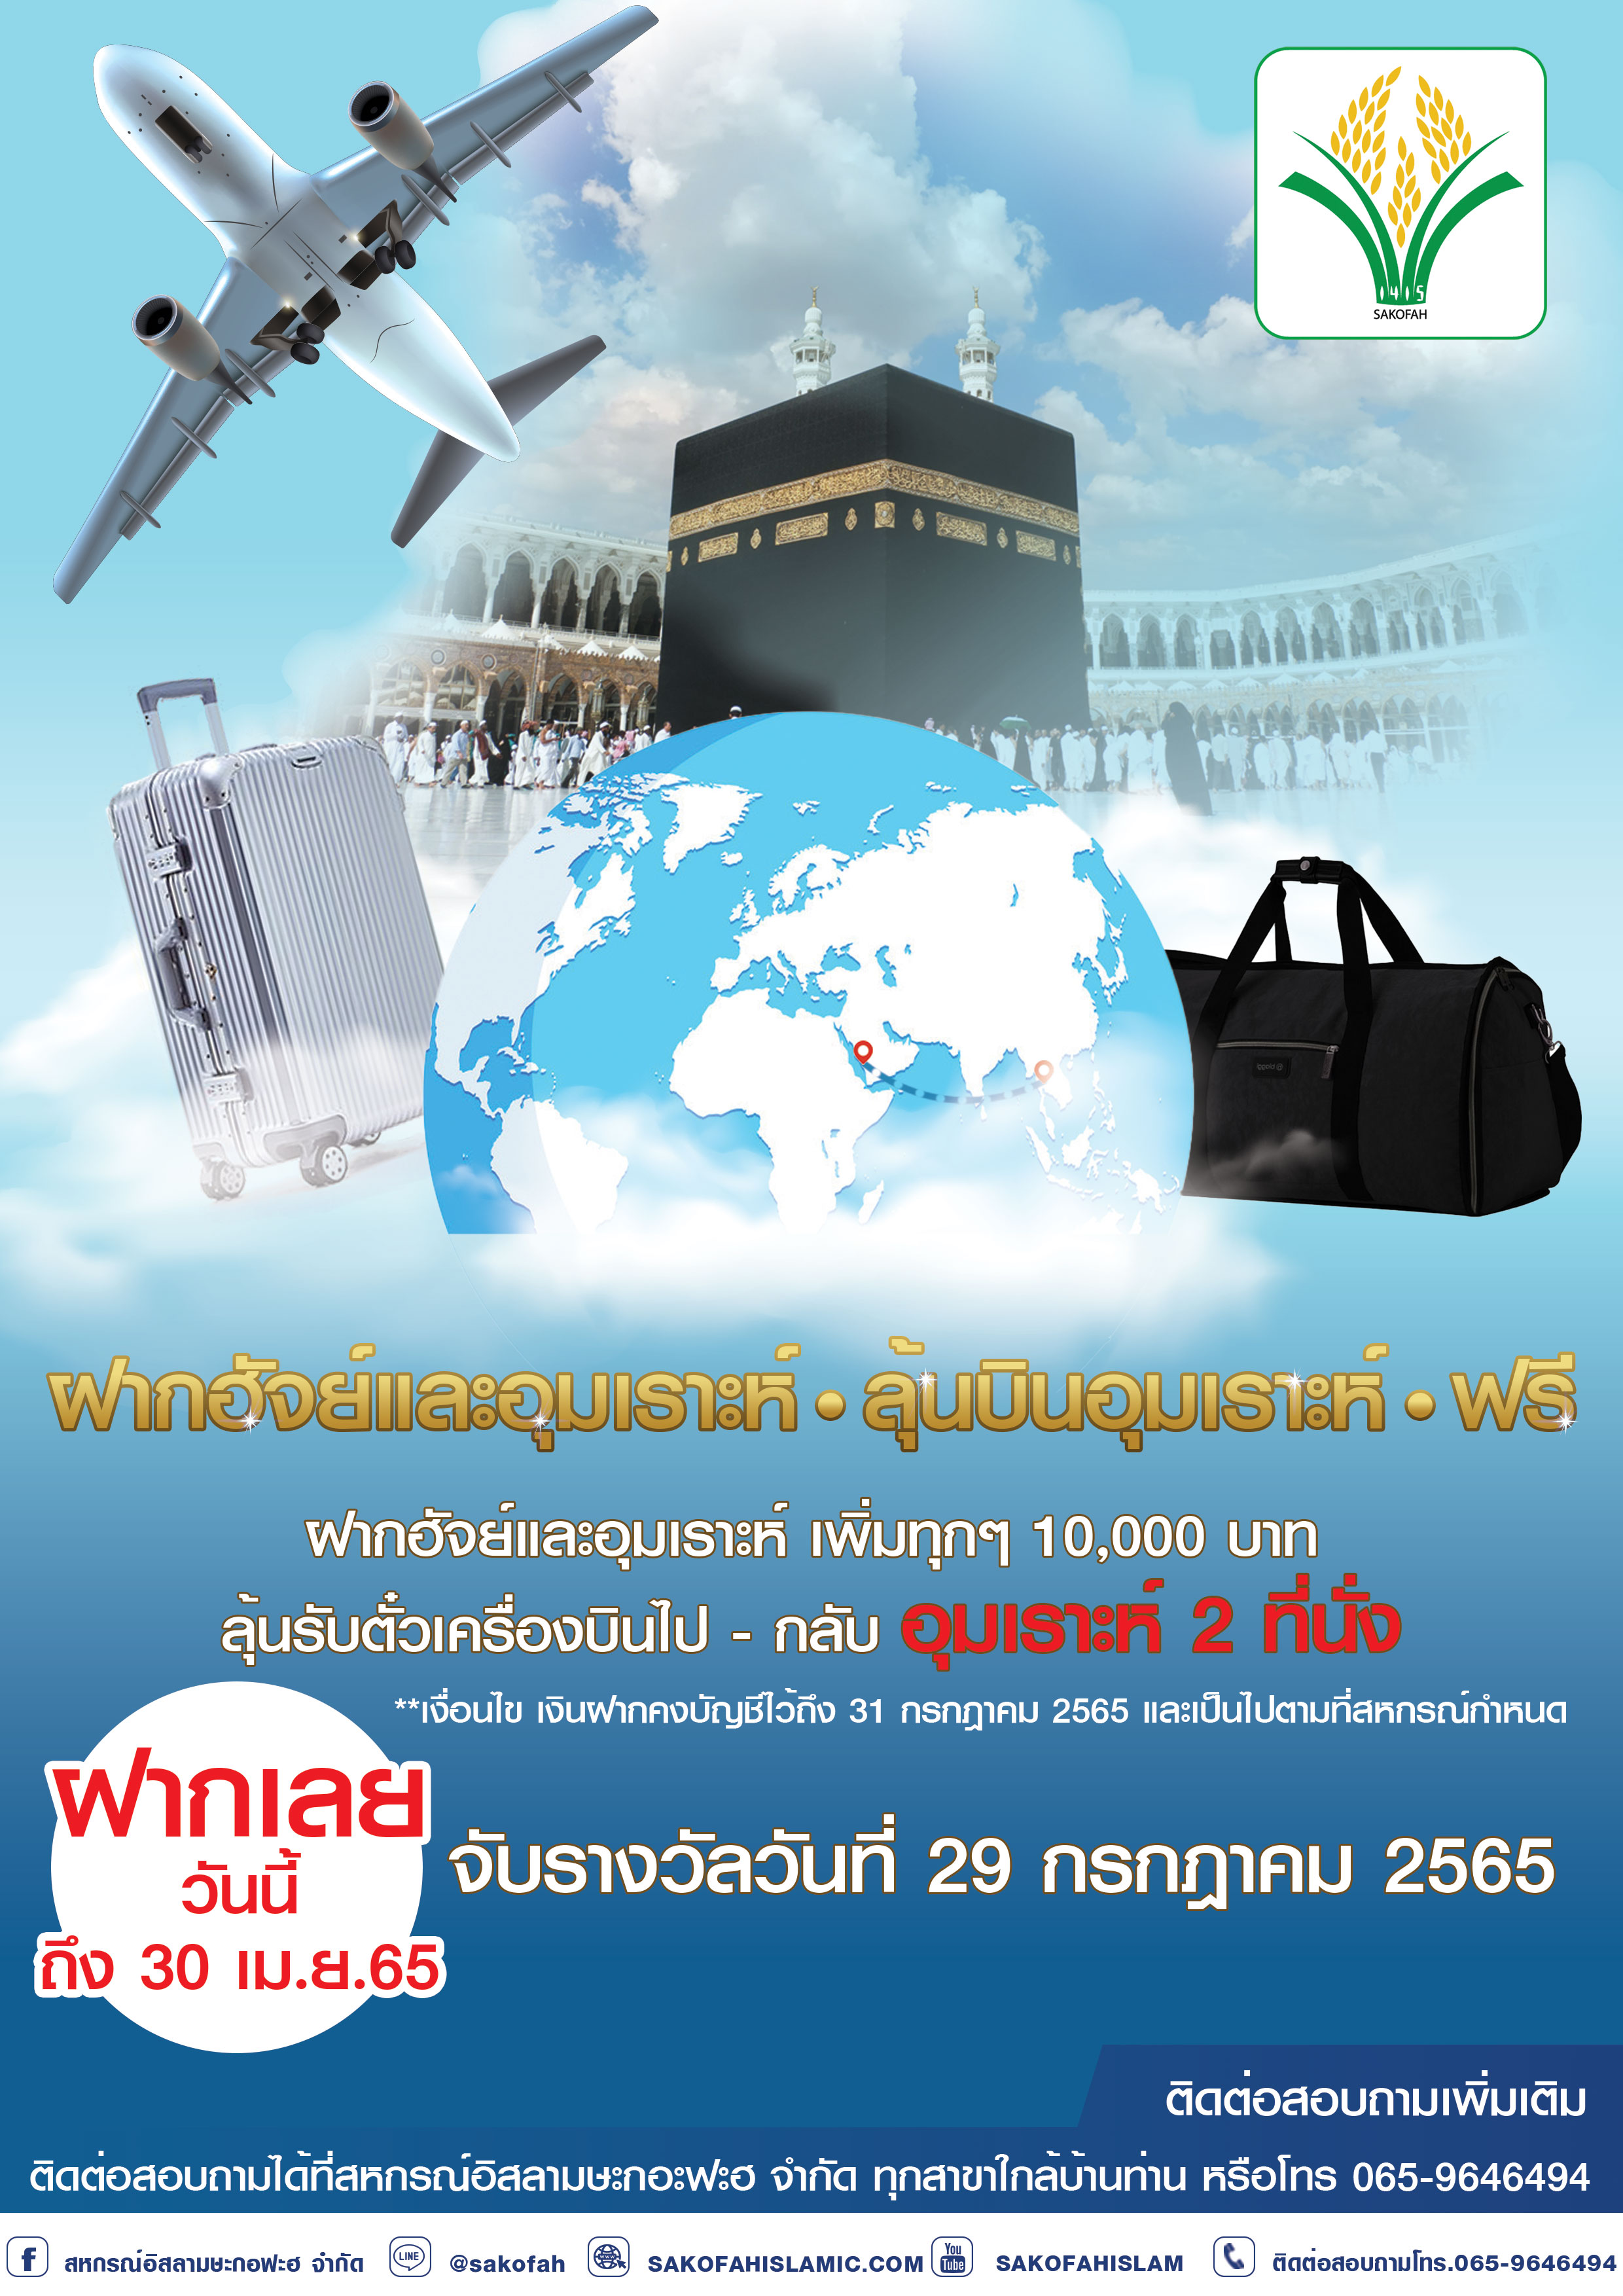 1405
SAKOFAH
ฝากฮัจย์และอุมเราะห์ • ลุ้นบินอุมเราะห์ • ฟรี
ฝากฮัจย์และอุมเราะห์ เพิ่มทุกๆ 10,000 บาท
ลุ้นรับตั๋วเครื่องบินไป - กลับ อุมเราะห์ 2 ที่นั่ง
**เงื่อนไข เงินฝากคงบัญชีไว้ถึง 31 กรกฎาคม 2565 และเป็นไปตามที่สหกรณ์กำหนด
ฝากเลย
วันนี้
ถึง 30 เม.ย.65
จับรางวัลวันที่ 29 กรกฎาคม 2565
ติดต่อสอบถามเพิ่มเติม
ติดต่อสอบถามได้ที่สหกรณ์อิสลามษะกอะฟะฮ จำกัด ทุกสาขาใกล้บ้านท่าน หรือโทร 065-9646494
f สหกรณ์อิสลามษะกอฟะฮ จำกัด LINE @sakofah SAKOFAHISLAMIC.COM You Tube SAKOFAHISLAM ติดต่อสอบถามโทร.065-9646494